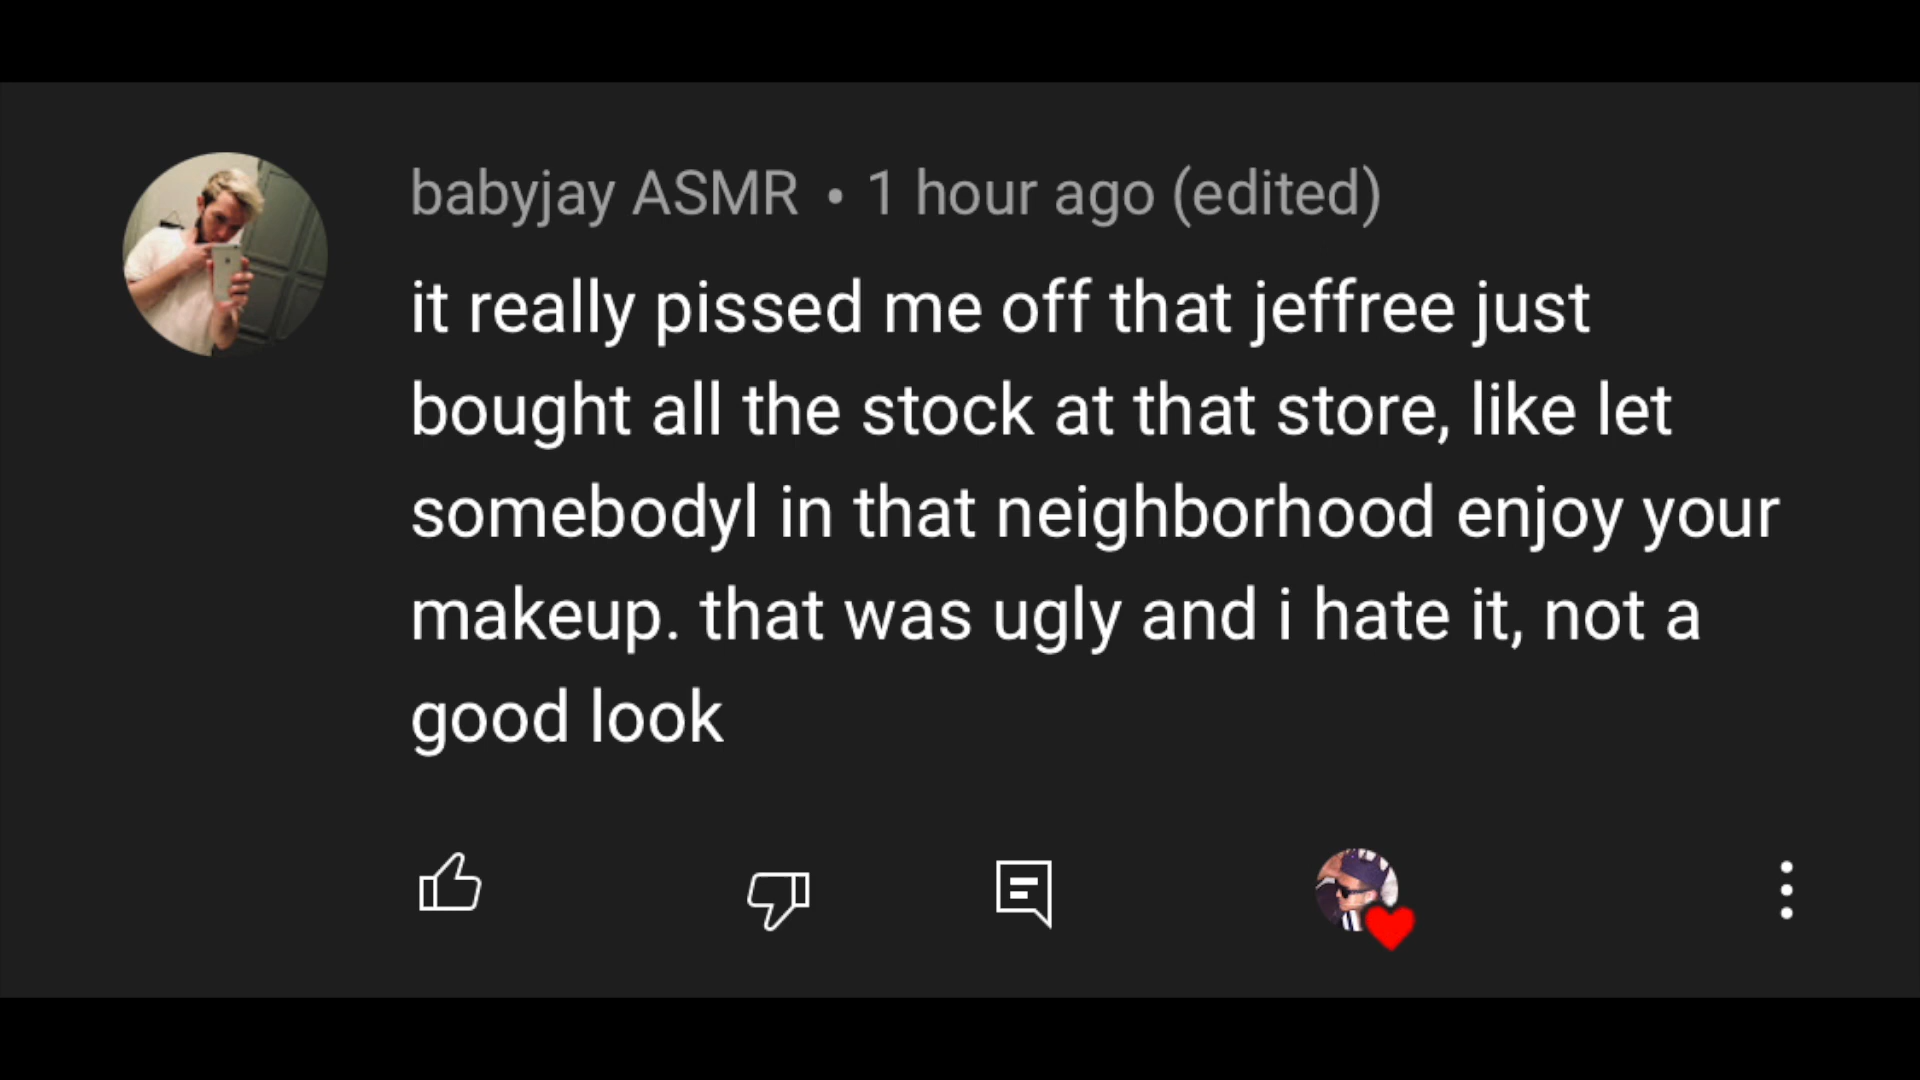 babyjay ASMR • 1 hour ago (edited)
it really pissed me off that jeffree just
bought all the stock at that store, like let
somebodyl in that neighborhood enjoy your
makeup. that was ugly and i hate it, not a
good look